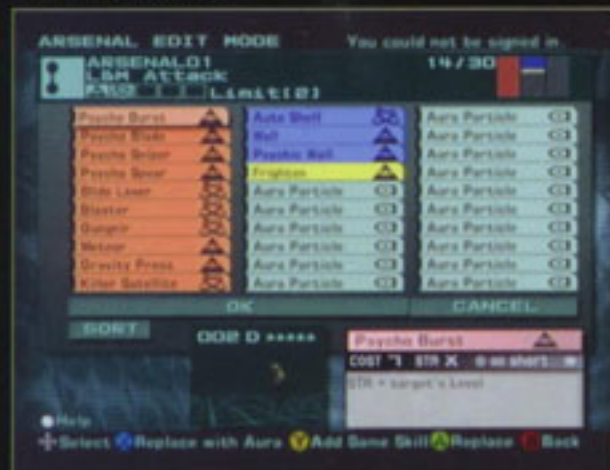 ARSENAL EDIT MODE You could not be signed in.
ARSENAL01 14/30
L&M Attack
Limit(2)
Psycho Burst Auto Shell Aura Particle
Psycho Blade Wall Aura Particle
Psycho Psychic Wall Aura Particle
Psycho Spear Frighten Aura Particle
Slide Laser Aura Particle Aura Particle
Blaster Aura Particle Aura Particle
Gungnir Aura Particle Aura Particle
Meteor Aura Particle Aura Particle
Gravity Press Aura Particle Aura Particle
Killer Satellite Aura Particle Aura Particle
OK CANCEL
SORT 002 D ***** Psycho Burst
COST STR X short
STR = target's Level
Help
Select Replace with Aura Y Add Same Skill A Replace B Back